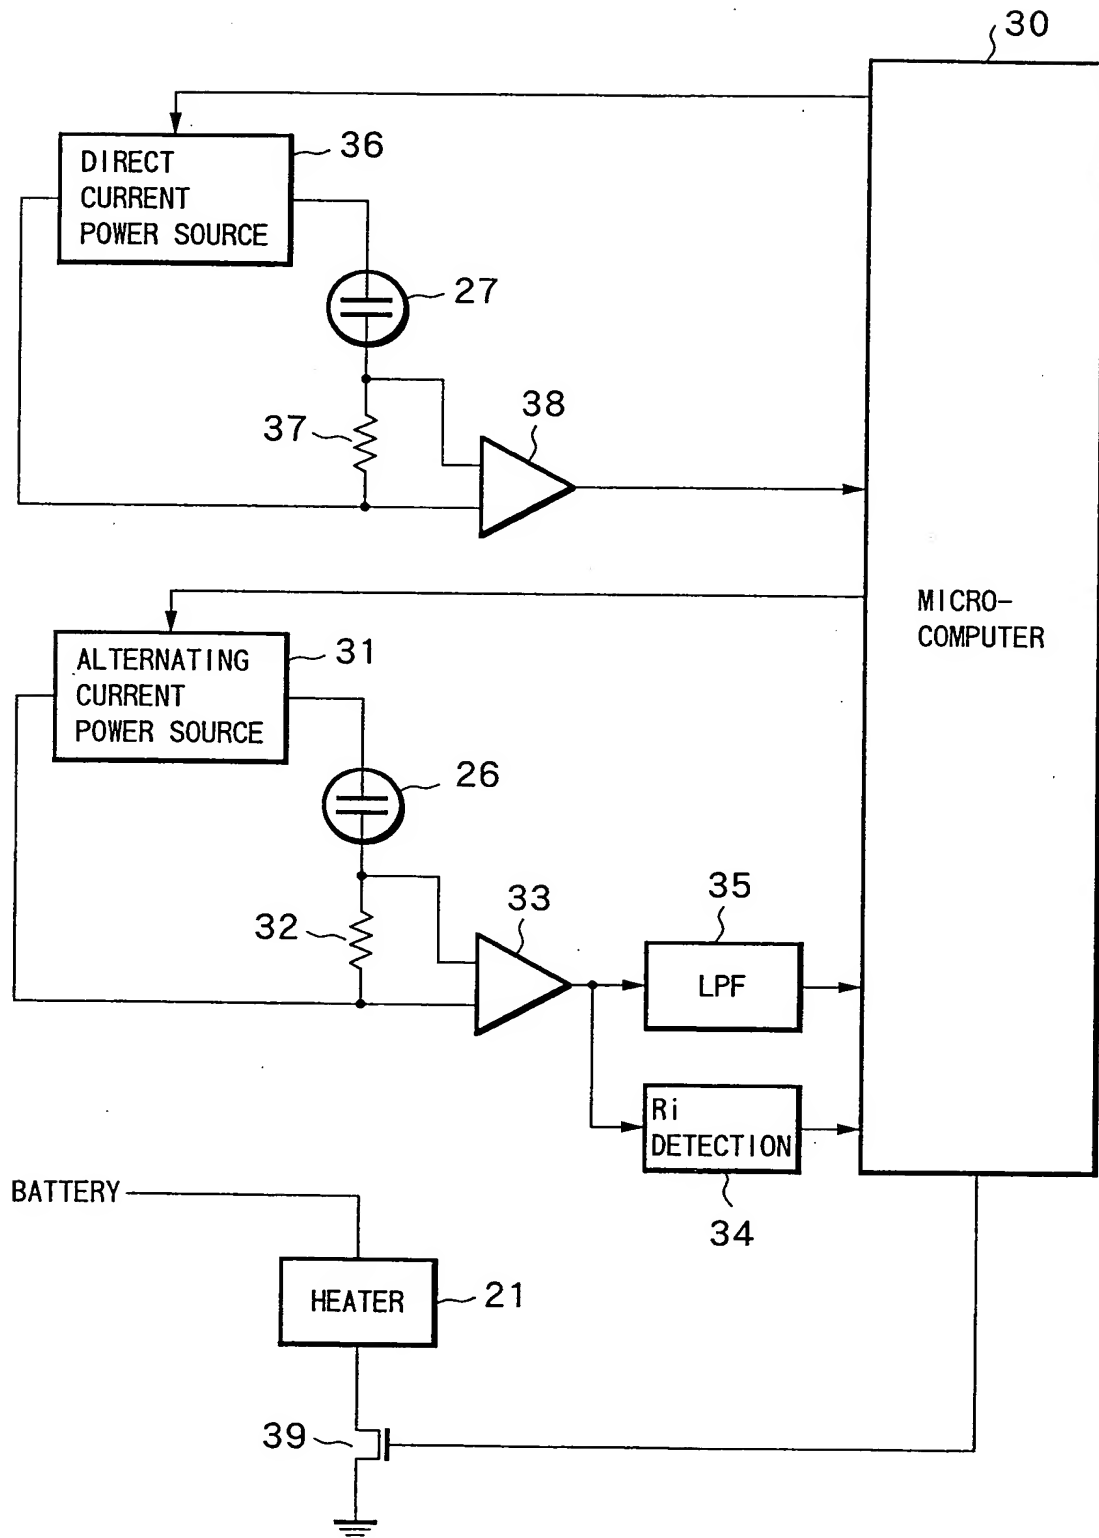 30
DIRECT
CURRENT
POWER SOURCE
36
27
37
38
MICRO-
COMPUTER
ALTERNATING
CURRENT
POWER SOURCE
31
26
32
33
35
LPF
Ri
DETECTION
34
BATTERY
HEATER
21
39